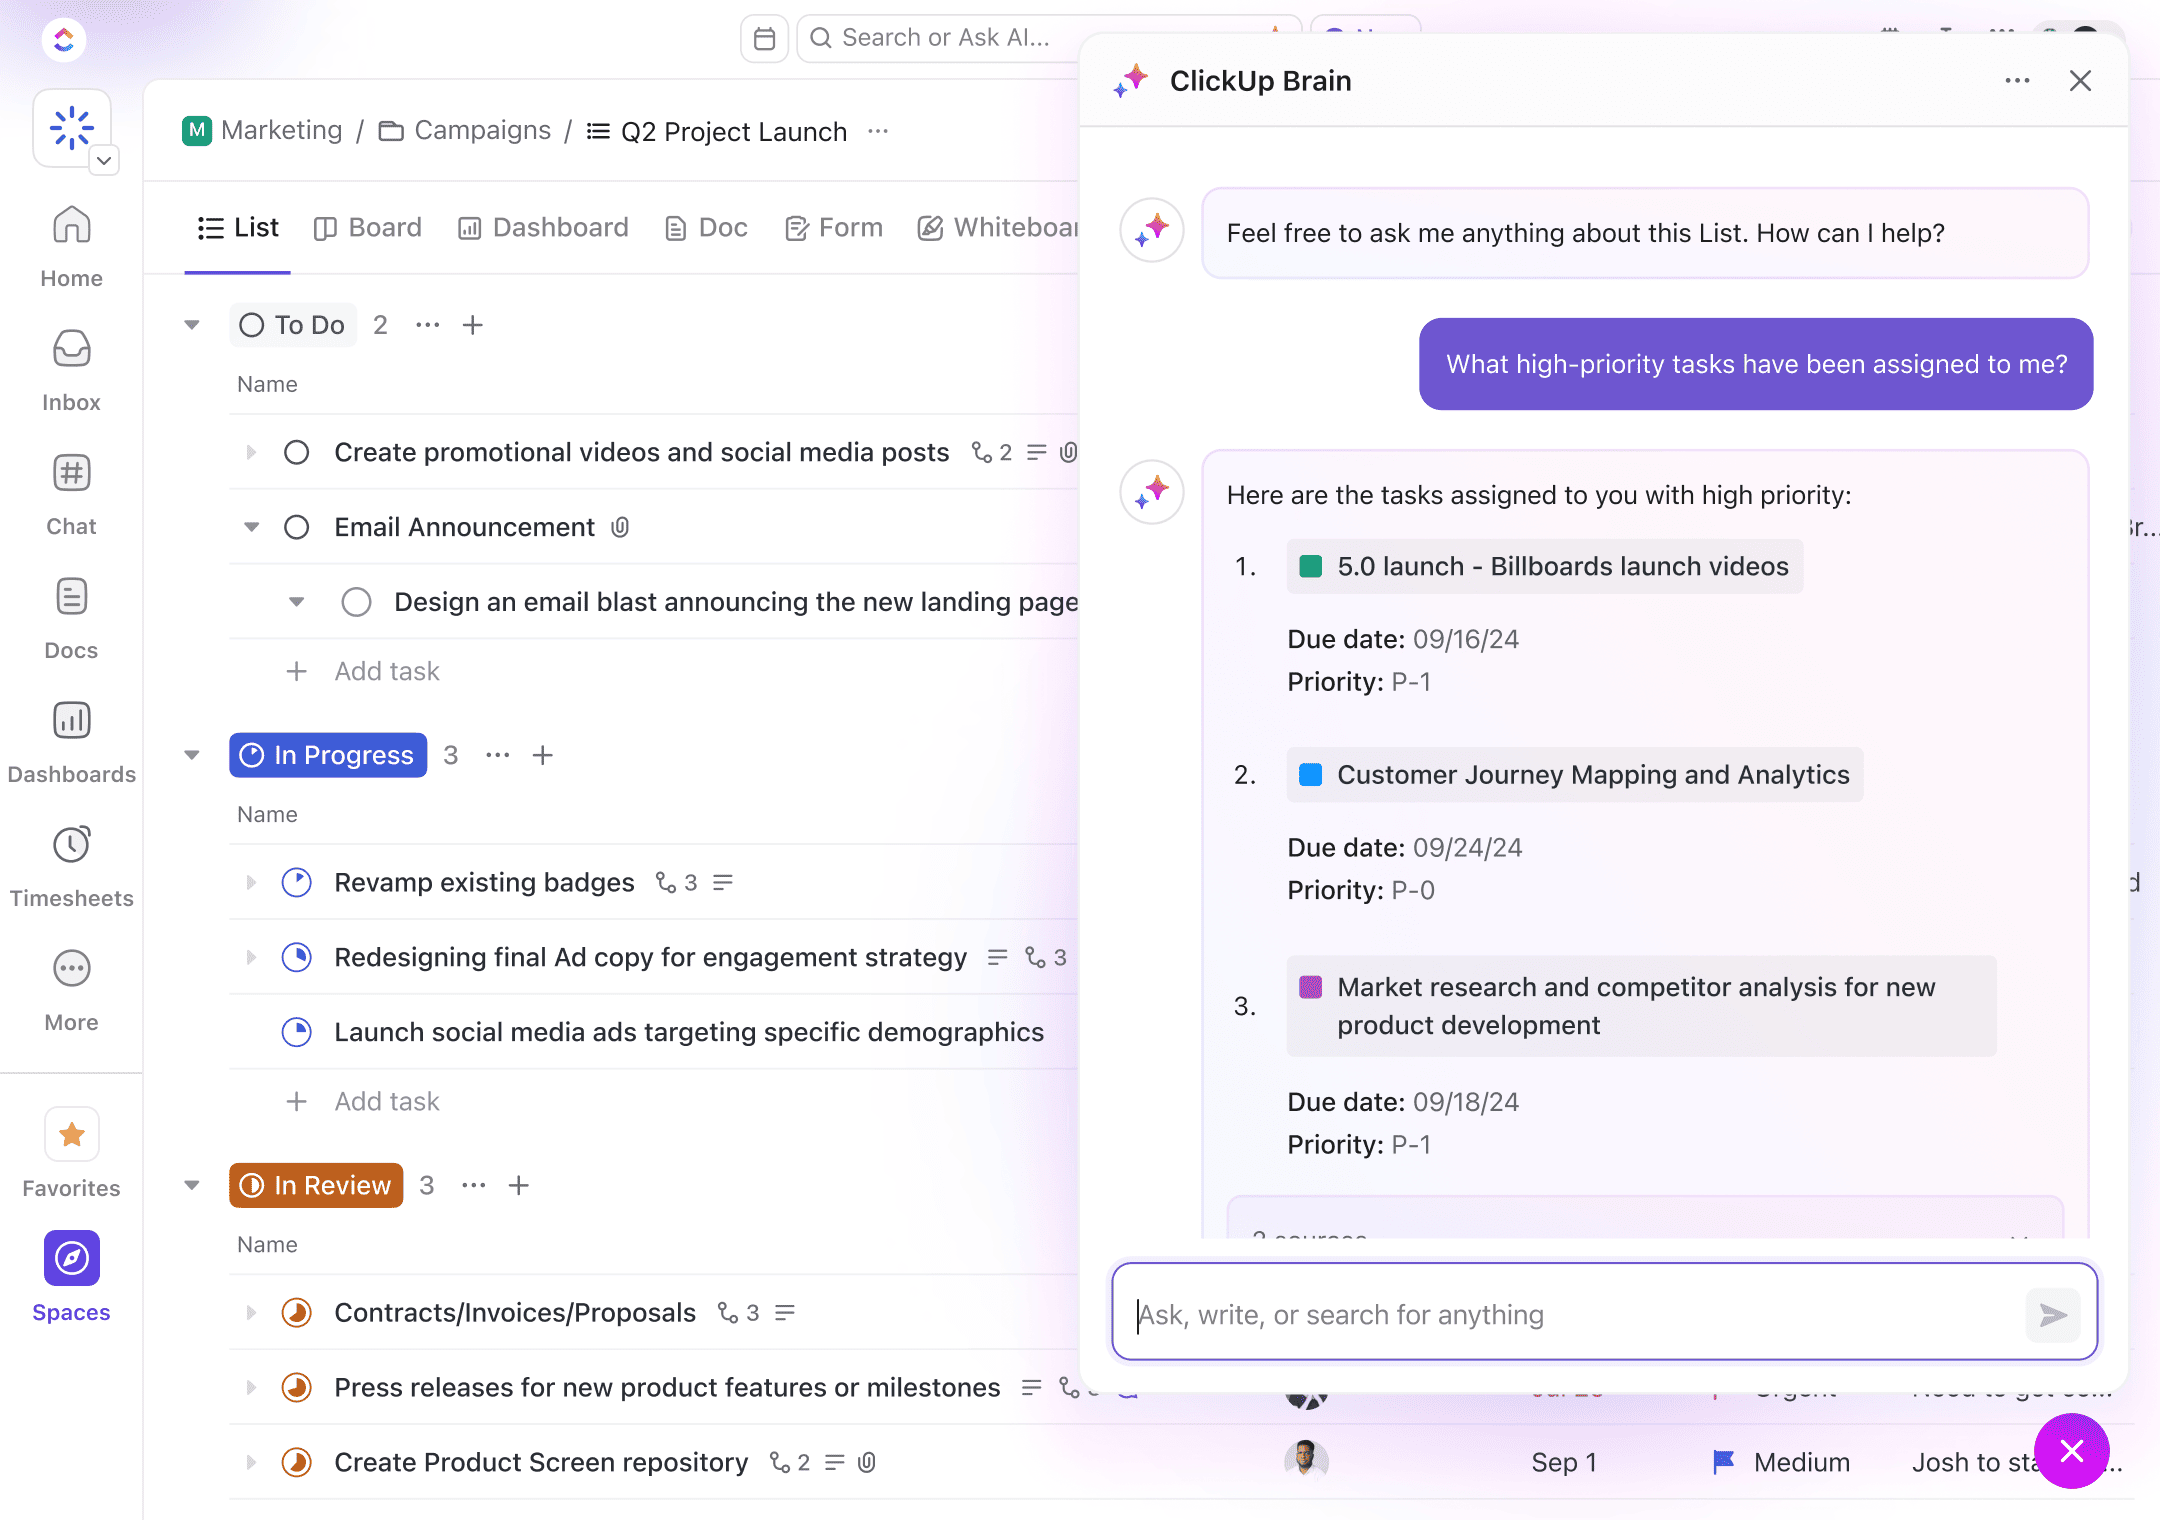 Search or Ask AI...
M Marketing / Campaigns / Q2 Project Launch
List Board Dashboard Doc Form
Home
Inbox
Chat
Docs
Dashboards
Timesheets
More
Favorites
Spaces
To Do 2
Name
Create promotional videos and social media posts 2
Email Announcement
Design an email blast announcing the new landing page
+ Add task
In Progress 3
Name
Revamp existing badges 3
Redesigning final Ad copy for engagement strategy 3
Launch social media ads targeting specific demographics
+ Add task
In Review 3
Name
Contracts/Invoices/Proposals 3
Press releases for new product features or milestones
Create Product Screen repository 2
Sep 1 Medium Josh to
ClickUp Brain
Feel free to ask me anything about this List. How can I help?
What high-priority tasks have been assigned to me?
Here are the tasks assigned to you with high priority:
1. 5.0 launch - Billboards launch videos
Due date: 09/16/24
Priority: P-1
2. Customer Journey Mapping and Analytics
Due date: 09/24/24
Priority: P-0
3. Market research and competitor analysis for new
product development
Due date: 09/18/24
Priority: P-1
Ask, write, or search for anything